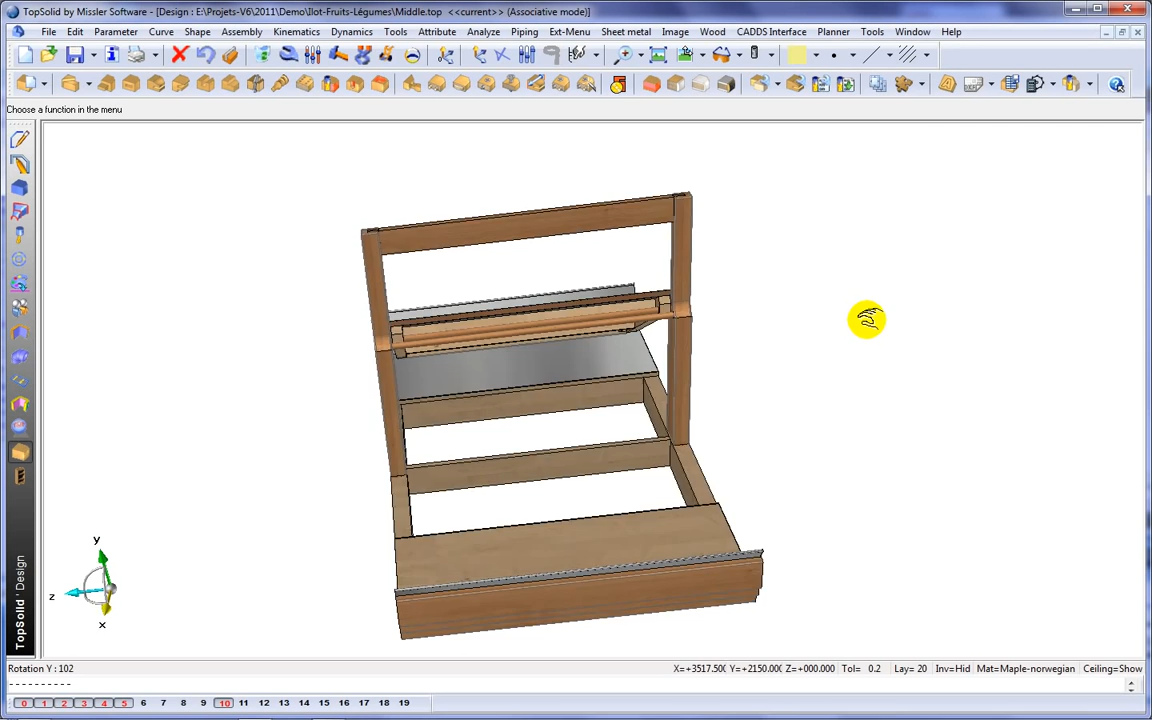 TopSolid by Missler Software - [Design : E:\Projets-V6\2011\Demo\Ilot-Fruits-Légumes\Middle.top   <<current>> (Associative mode)]
File Edit Parameter Curve Shape Assembly Kinematics Dynamics Tools Attribute Analyze Piping Ext-Menu Sheet metal Image Wood CADDS Interface Planner Tools Window Help
Choose a function in the menu
y
z
x
TopSolid'Design
Rotation Y : 102
X=+3517.500 Y=+2150.000 Z=+000.000 Tol= 0.2 Lay= 20 Inv=Hid Mat=Maple-norwegian Ceiling=Show
----------
0 1 2 3 4 5 6 7 8 9 10 11 12 13 14 15 16 17 18 19